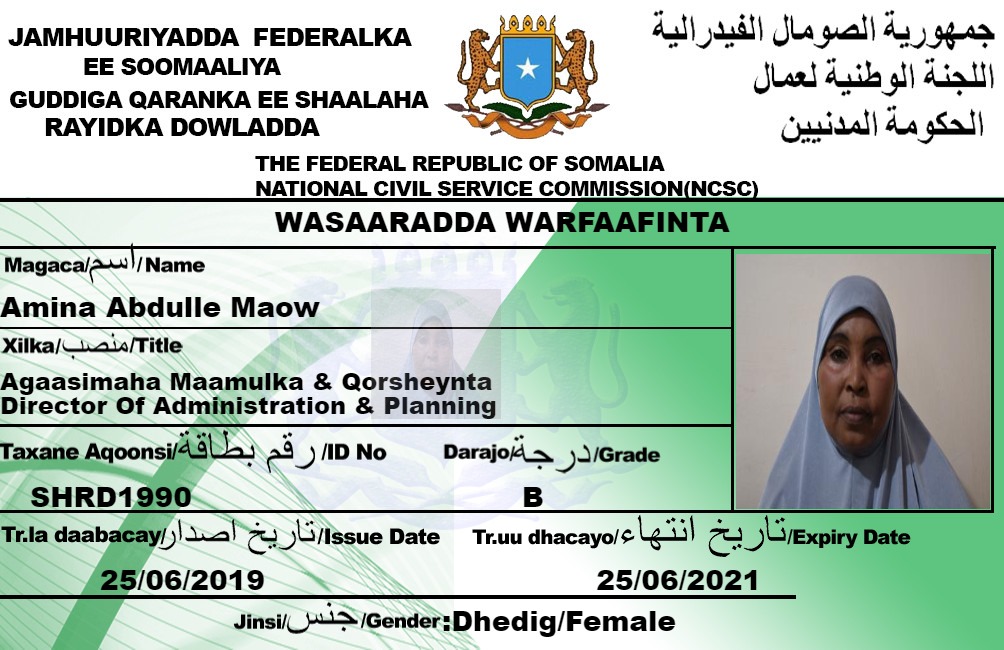 JAMHUURIYADDA FEDERALKA
EE SOOMAALIYA
GUDDIGA QARANKA EE SHAALAHA
RAYIDKA DOWLADDA
جمهورية الصومال الفيدرالية
اللجنة الوطنية لعمال
الحكومة المدنيين
THE FEDERAL REPUBLIC OF SOMALIA
NATIONAL CIVIL SERVICE COMMISSION(NCSC)
WASAARADDA WARFAAFINTA
Magaca/اسم/Name
Amina Abdulle Maow
Xilka/منصب/Title
Agaasimaha Maamulka & Qorsheynta
Director Of Administration & Planning
Taxane Aqoonsi/رقم بطاقة/ID No Darajo/درجة/Grade
SHRD1990 B
Tr.la daabacay/تاريخ اصدار/Issue Date Tr.uu dhacayo/تاريخ انتهاء/Expiry Date
25/06/2019 25/06/2021
Jinsi/جنس/Gender:Dhedig/Female